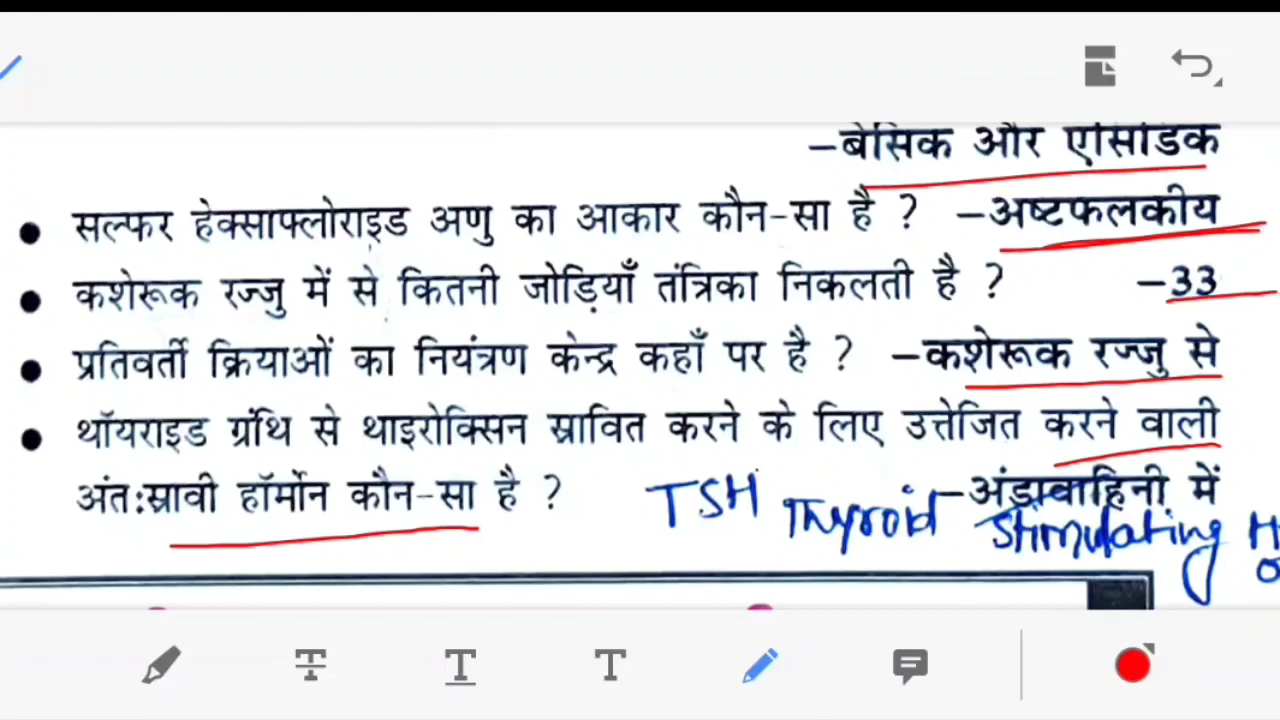 –बेसिक और एसिडिक
• सल्फर हेक्साफ्लोराइड अणु का आकार कौन-सा है ? –अष्टफलकीय
• कशेरूक रज्जु में से कितनी जोड़ियाँ तंत्रिका निकलती है ? –33
• प्रतिवर्ती क्रियाओं का नियंत्रण केन्द्र कहाँ पर है ? –कशेरूक रज्जु से
• थॉयराइड ग्रंथि से थाइरोक्सिन स्रावित करने के लिए उत्तेजित करने वाली
अंत:स्रावी हॉर्मोन कौन-सा है ? –अंडावाहिनी में
TSH Thyroid Stimulating